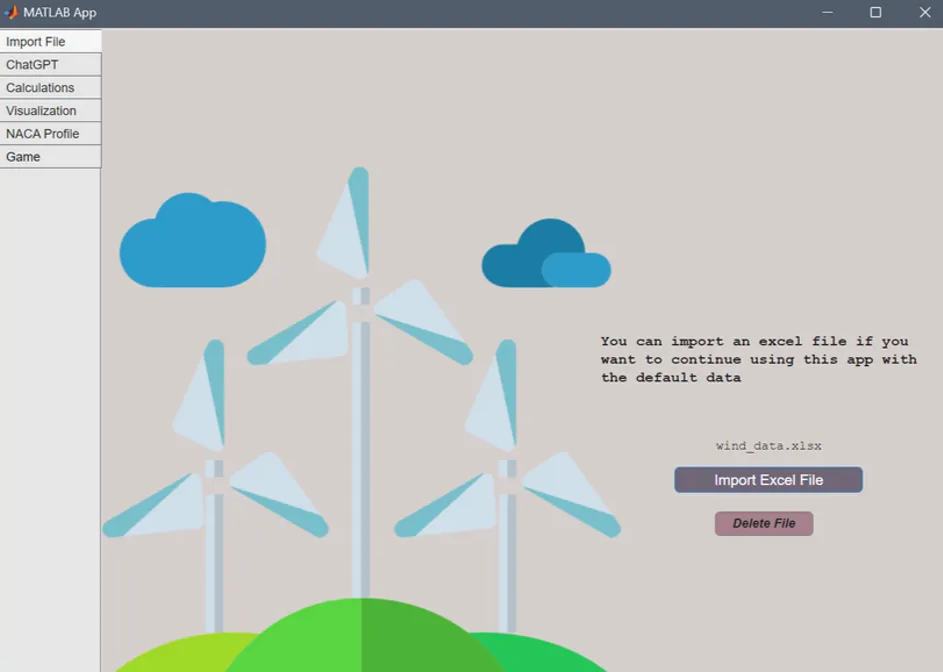 MATLAB App
Import File
ChatGPT
Calculations
Visualization
NACA Profile
Game
You can import an excel file if you
want to continue using this app with
the default data
wind_data.xlsx
Import Excel File
Delete File